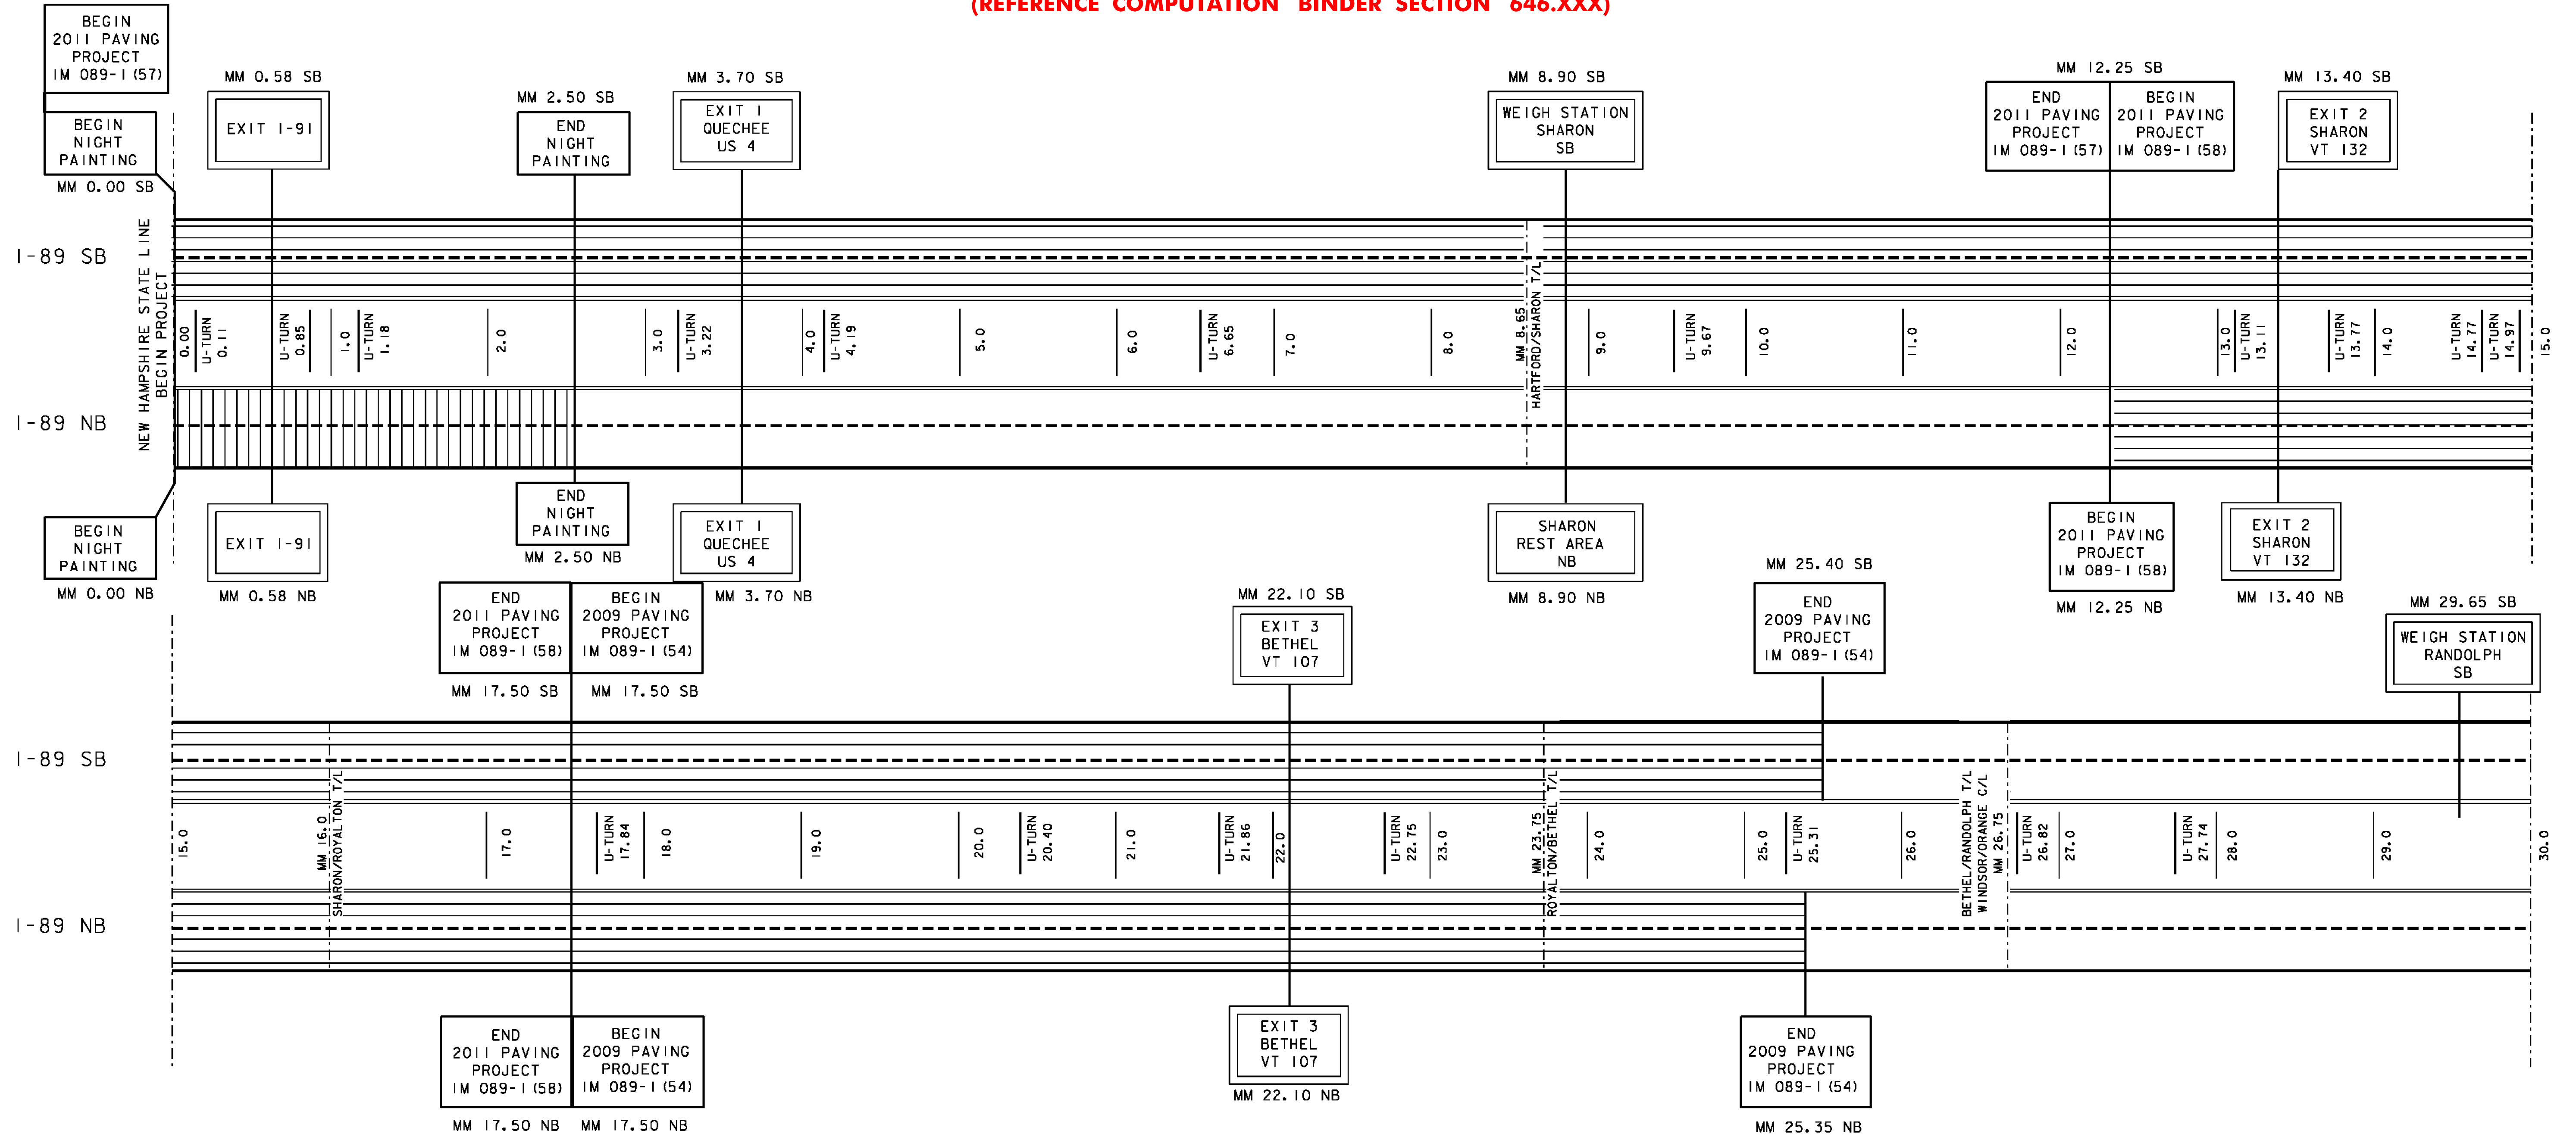 (REFERENCE COMPUTATION BINDER SECTION 646.XXX)
BEGIN
2011 PAVING
PROJECT
IM 089-1(57)
BEGIN
NIGHT
PAINTING
MM 0.00 SB
MM 0.58 SB
EXIT I-91
MM 2.50 SB
END
NIGHT
PAINTING
MM 3.70 SB
EXIT 1
QUECHEE
US 4
MM 8.90 SB
WEIGH STATION
SHARON
SB
MM 12.25 SB
END
2011 PAVING
PROJECT
IM 089-1(57)
BEGIN
2011 PAVING
PROJECT
IM 089-1(58)
MM 13.40 SB
EXIT 2
SHARON
VT 132
I-89 SB
I-89 NB
NEW HAMPSHIRE STATE LINE
BEGIN PROJECT
0.00
U-TURN
0.11
U-TURN
0.85
1.0
U-TURN
1.18
2.0
3.0
U-TURN
3.22
4.0
U-TURN
4.19
5.0
6.0
U-TURN
6.65
7.0
8.0
MM 8.65
HARTFORD/SHARON T/L
9.0
U-TURN
9.67
10.0
11.0
12.0
13.0
U-TURN
13.11
U-TURN
13.77
14.0
U-TURN
14.77
U-TURN
14.97
15.0
BEGIN
NIGHT
PAINTING
MM 0.00 NB
EXIT I-91
MM 0.58 NB
END
NIGHT
PAINTING
MM 2.50 NB
EXIT 1
QUECHEE
US 4
MM 3.70 NB
SHARON
REST AREA
NB
MM 8.90 NB
BEGIN
2011 PAVING
PROJECT
IM 089-1(58)
MM 12.25 NB
EXIT 2
SHARON
VT 132
MM 13.40 NB
END
2011 PAVING
PROJECT
IM 089-1(58)
MM 17.50 SB
BEGIN
2009 PAVING
PROJECT
IM 089-1(54)
MM 17.50 SB
MM 22.10 SB
EXIT 3
BETHEL
VT 107
MM 25.40 SB
END
2009 PAVING
PROJECT
IM 089-1(54)
MM 29.65 SB
WEIGH STATION
RANDOLPH
SB
I-89 SB
I-89 NB
15.0
MM 16.0
SHARON/ROYALTON T/L
17.0
U-TURN
17.84
18.0
19.0
20.0
U-TURN
20.40
21.0
U-TURN
21.86
22.0
U-TURN
22.75
23.0
MM 23.75
ROYALTON/BETHEL T/L
24.0
25.0
U-TURN
25.31
26.0
BETHEL/RANDOLPH T/L
WINDSOR/ORANGE C/L
MM 26.75
U-TURN
26.82
27.0
U-TURN
27.74
28.0
29.0
30.0
END
2011 PAVING
PROJECT
IM 089-1(58)
MM 17.50 NB
BEGIN
2009 PAVING
PROJECT
IM 089-1(54)
MM 17.50 NB
EXIT 3
BETHEL
VT 107
MM 22.10 NB
END
2009 PAVING
PROJECT
IM 089-1(54)
MM 25.35 NB